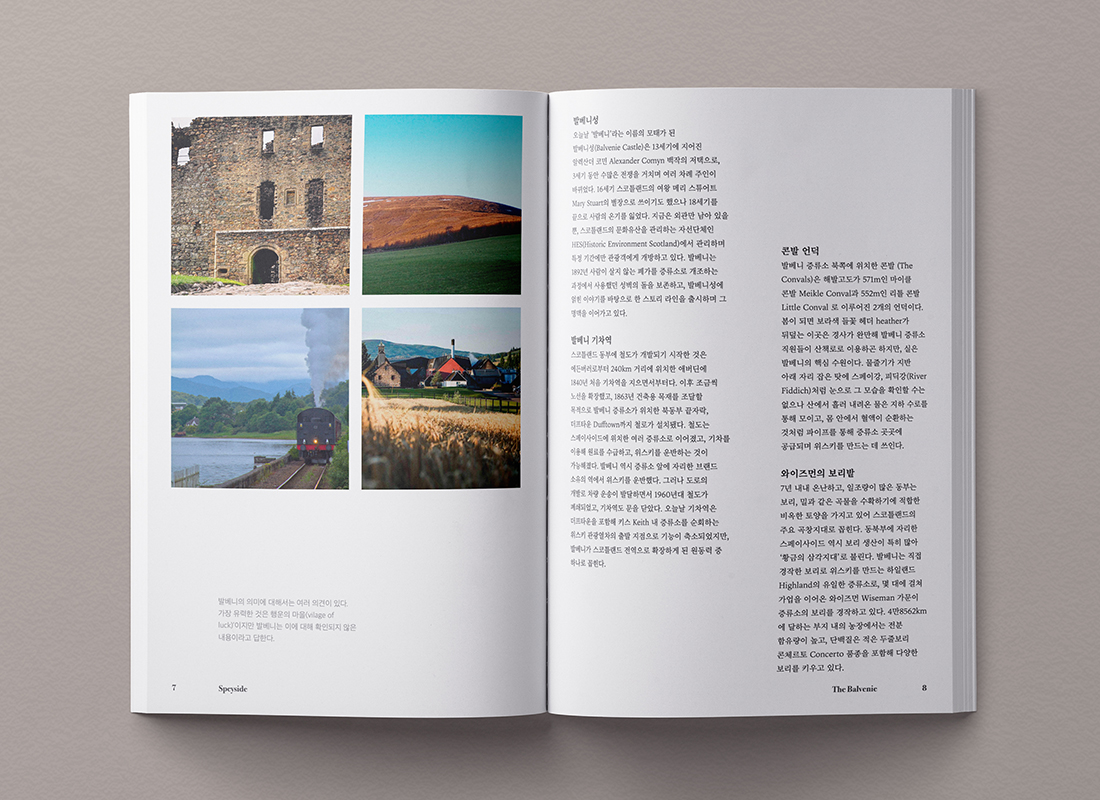 발베니의 의미에 대해서는 여러 의견이 있다.
가장 유력한 것은 행운의 마을(vilage of
luck)'이지만 발베니는 이에 대해 확인되지 않은
내용이라고 답한다.
7
Speyside
발베니성
오늘날 '발베니'라는 이름의 모태가 된
발베니성(Balvenie Castle)은 13세기에 지어진
알렉산더 코민 Alexander Comyn 백작의 저택으로,
3세기 동안 수많은 전쟁을 거치며 여러 차례 주인이
바뀌었다. 16세기 스코틀랜드의 여왕 메리 스튜어트
Mary Stuart의 별장으로 쓰이기도 했으나 18세기를
끝으로 사람의 온기를 잃었다. 지금은 외관만 남아 있을
뿐, 스코틀랜드의 문화유산을 관리하는 자선단체인
HES(Historic Environment Scotland)에서 관리하며
특정 기간에만 관광객에게 개방하고 있다. 발베니는
1892년 사람이 살지 않는 폐가를 증류소로 개조하는
과정에서 사용했던 성벽의 돌을 보존하고, 발베니성에
얽힌 이야기를 바탕으로 한 스토리 라인을 출시하며 그
명맥을 이어가고 있다.
발베니 기차역
스코틀랜드 동부에 철도가 개발되기 시작한 것은
에든버러로부터 240km 거리에 위치한 애버딘에
1840년 처음 기차역을 지으면서부터다. 이후 조금씩
노선을 확장했고, 1863년 건축용 목재를 조달할
목적으로 발베니 증류소가 위치한 북동부 끝자락,
더프타운 Dufftown까지 철로가 설치됐다. 철도는
스페이사이드에 위치한 여러 증류소로 이어졌고, 기차를
이용해 원료를 수급하고, 위스키를 운반하는 것이
가능해졌다. 발베니 역시 증류소 앞에 자리한 브랜드
소유의 역에서 위스키를 운반했다. 그러나 도로의
개발로 차량 운송이 발달하면서 1960년대 철도가
폐쇄되었고, 기차역도 문을 닫았다. 오늘날 기차역은
더프타운을 포함해 키스 Keith 내 증류소를 순회하는
위스키 관광열차의 출발 지점으로 기능이 축소되었지만,
발베니가 스코틀랜드 전역으로 확장하게 된 원동력 중
하나로 꼽힌다.
콘발 언덕
발베니 증류소 북쪽에 위치한 콘발 (The
Convals)은 해발고도가 571m인 마이클
콘발 Meikle Conval과 552m인 리틀 콘발
Little Conval 로 이루어진 2개의 언덕이다.
봄이 되면 보라색 들꽃 헤더 heather가
뒤덮는 이곳은 경사가 완만해 발베니 증류소
직원들이 산책로로 이용하곤 하지만, 실은
발베니의 핵심 수원이다. 물줄기가 지반
아래 자리 잡은 탓에 스페이강, 피딕강(River
Fiddich)처럼 눈으로 그 모습을 확인할 수는
없으나 산에서 흘러 내려온 물은 지하 수로를
통해 모이고, 몸 안에서 혈액이 순환하는
것처럼 파이프를 통해 증류소 곳곳에
공급되며 위스키를 만드는 데 쓰인다.
와이즈먼의 보리밭
7년 내내 온난하고, 일조량이 많은 동부는
보리, 밀과 같은 곡물을 수확하기에 적합한
비옥한 토양을 가지고 있어 스코틀랜드의
주요 곡창지대로 꼽힌다. 동북부에 자리한
스페이사이드 역시 보리 생산이 특히 많아
'황금의 삼각지대'로 불린다. 발베니는 직접
경작한 보리로 위스키를 만드는 하일랜드
Highland의 유일한 증류소로, 몇 대에 걸쳐
가업을 이어온 와이즈먼 Wiseman 가문이
증류소의 보리를 경작하고 있다. 4만8562km
에 달하는 부지 내의 농장에서는 전분
함유량이 높고, 단백질은 적은 두줄보리
콘체르토 Concerto 품종을 포함해 다양한
보리를 키우고 있다.
The Balvenie
8